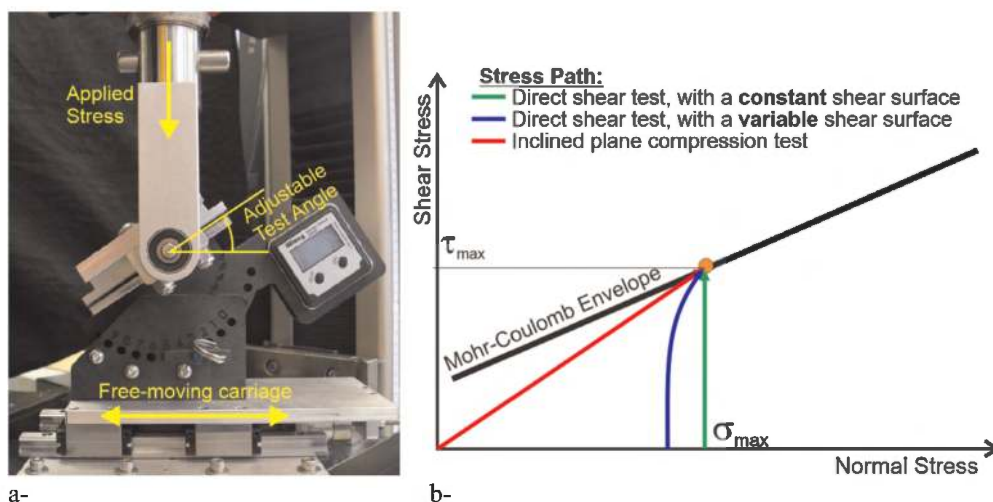 Applied
Stress
Adjustable
Test Angle
Free-moving carriage
a-
Stress Path:
Direct shear test, with a constant shear surface
Direct shear test, with a variable shear surface
Inclined plane compression test
Shear Stress
τmax
Mohr-Coulomb Envelope
σmax
Normal Stress
b-